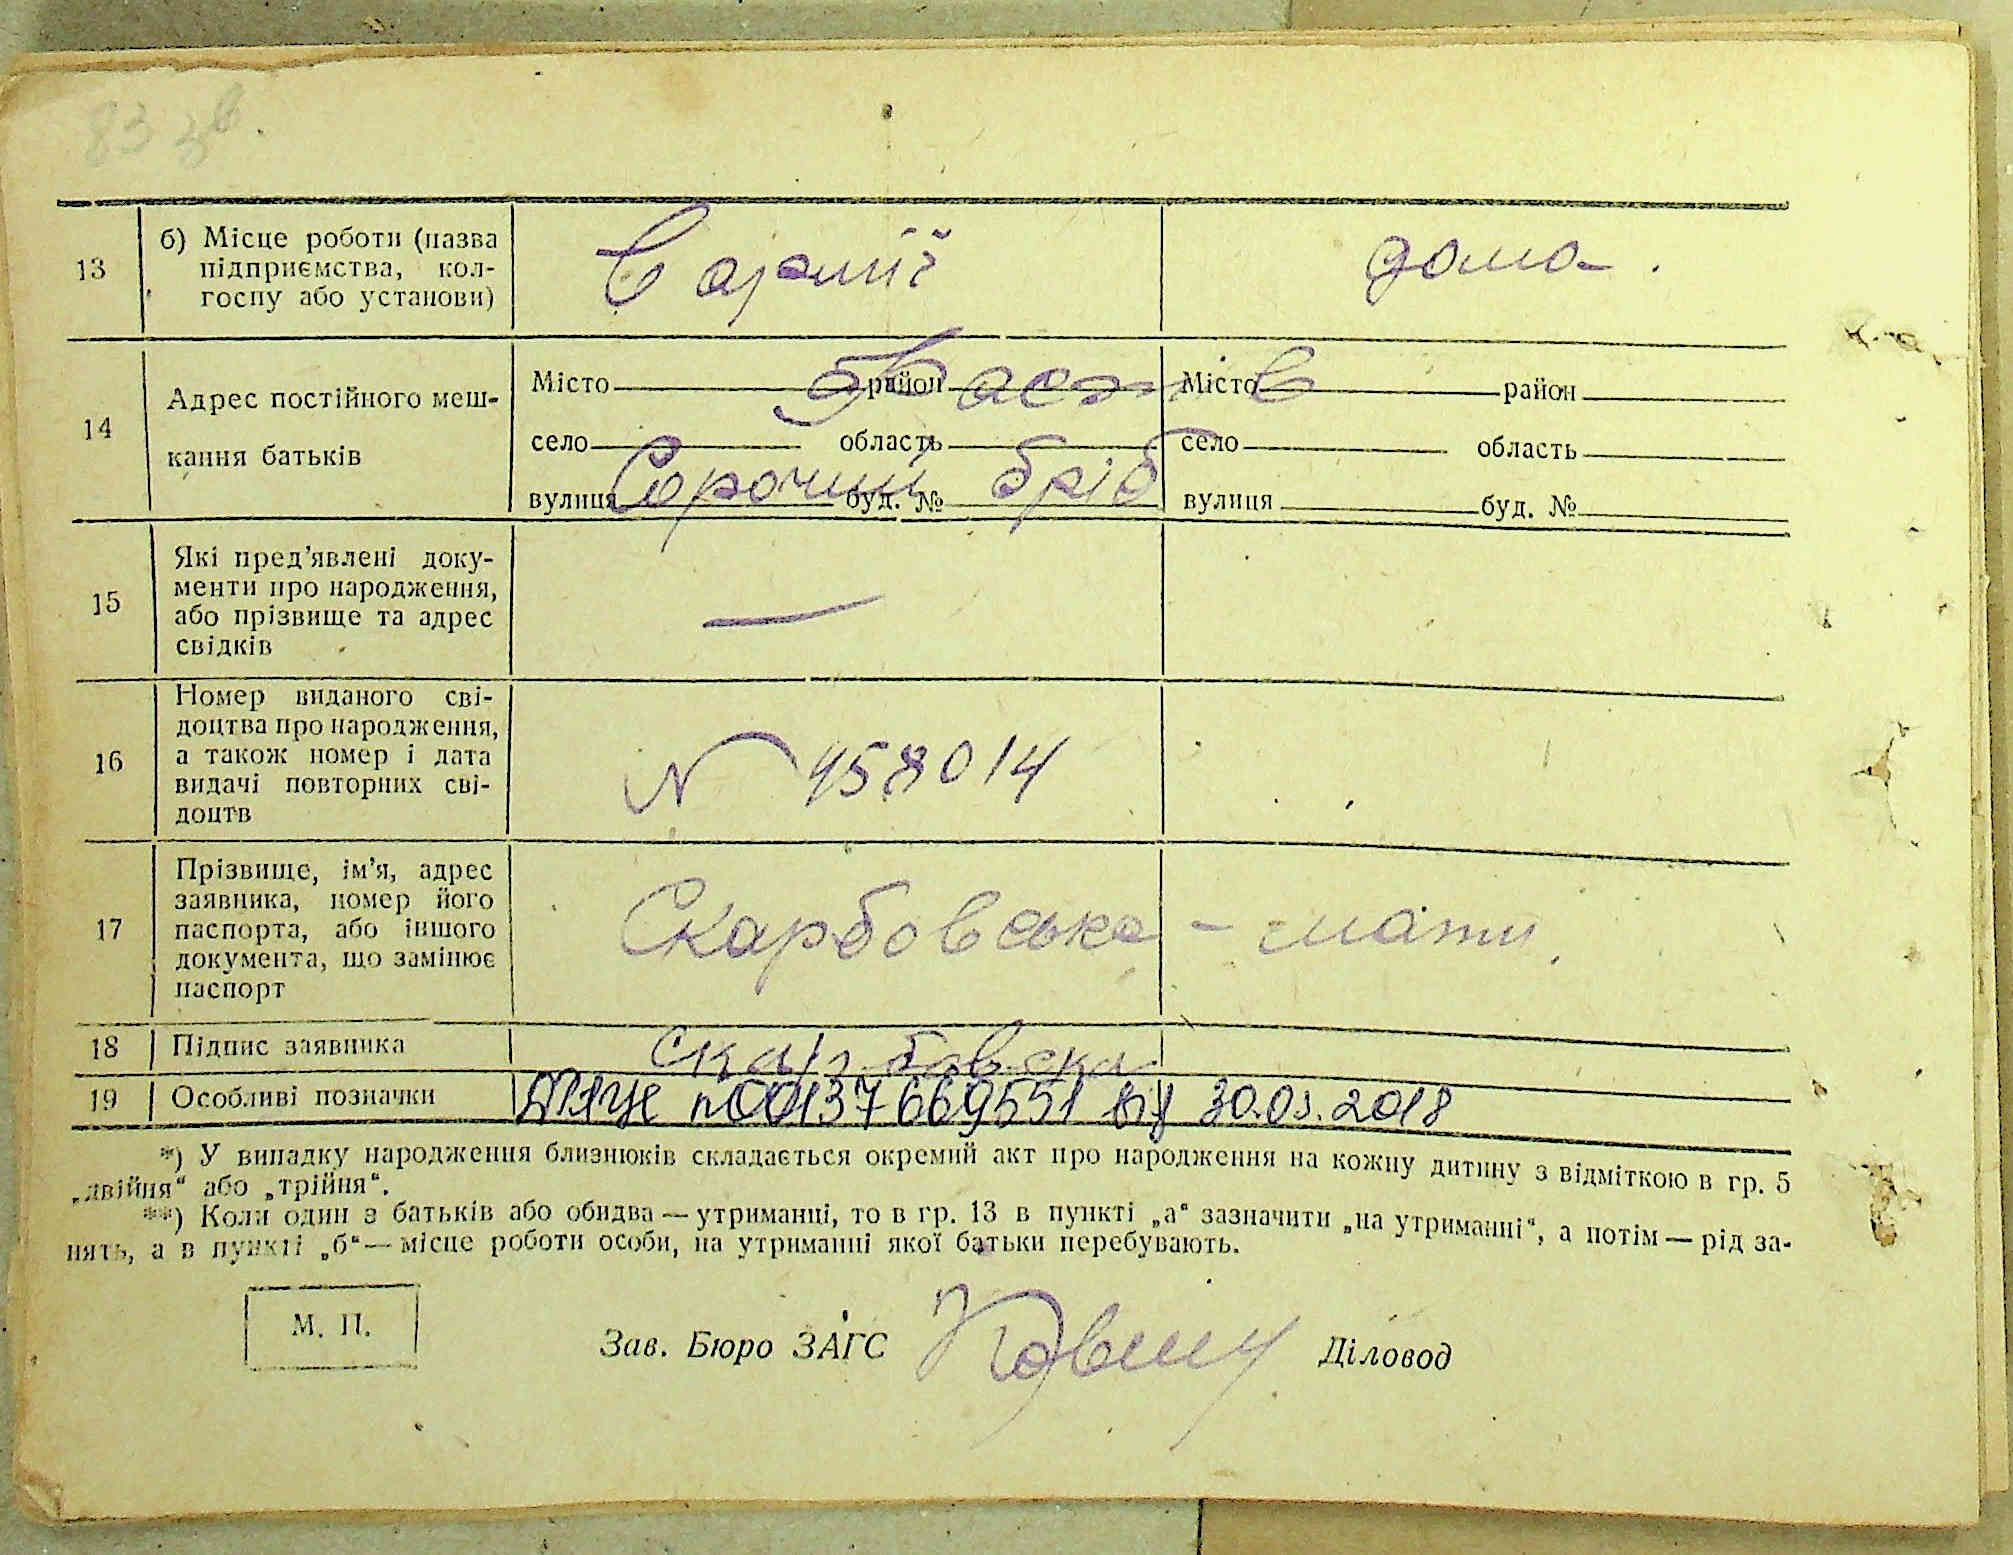 83 зв.
13
б) Місце роботи (назва
підприємства, кол-
госпу або установи)
В армії
дома.
14
Адрес постійного меш-
кання батьків
Місто район
Фастів
Місто район
село область
село область
вулиця буд. №
Сорочий брід
вулиця буд. №
15
Які пред'явлені доку-
менти про народження,
або прізвище та адрес
свідків
—
16
Номер виданого сві-
доцтва про народження,
а також номер і дата
видачі повторних сві-
доцтв
N 458014
17
Прізвище, ім'я, адрес
заявника, номер його
паспорта, або іншого
документа, що замінює
паспорт
Скарбовська - мати.
18
Підпис заявника
Скарбовска
19
Особливі позначки
00137669551 від 30.03.2018
*) У випадку народження близнюків складається окремий акт про народження на кожну дитину з відміткою в гр. 5
„двійня“ або „трійня“.
**) Коли один з батьків або обидва — утриманці, то в гр. 13 в пункті „а“ зазначити „на утриманні“, а потім — рід за-
нять, а в пункті „б“ — місце роботи особи, на утриманні якої батьки перебувають.
М. П.
Зав. Бюро ЗАГС
Діловод